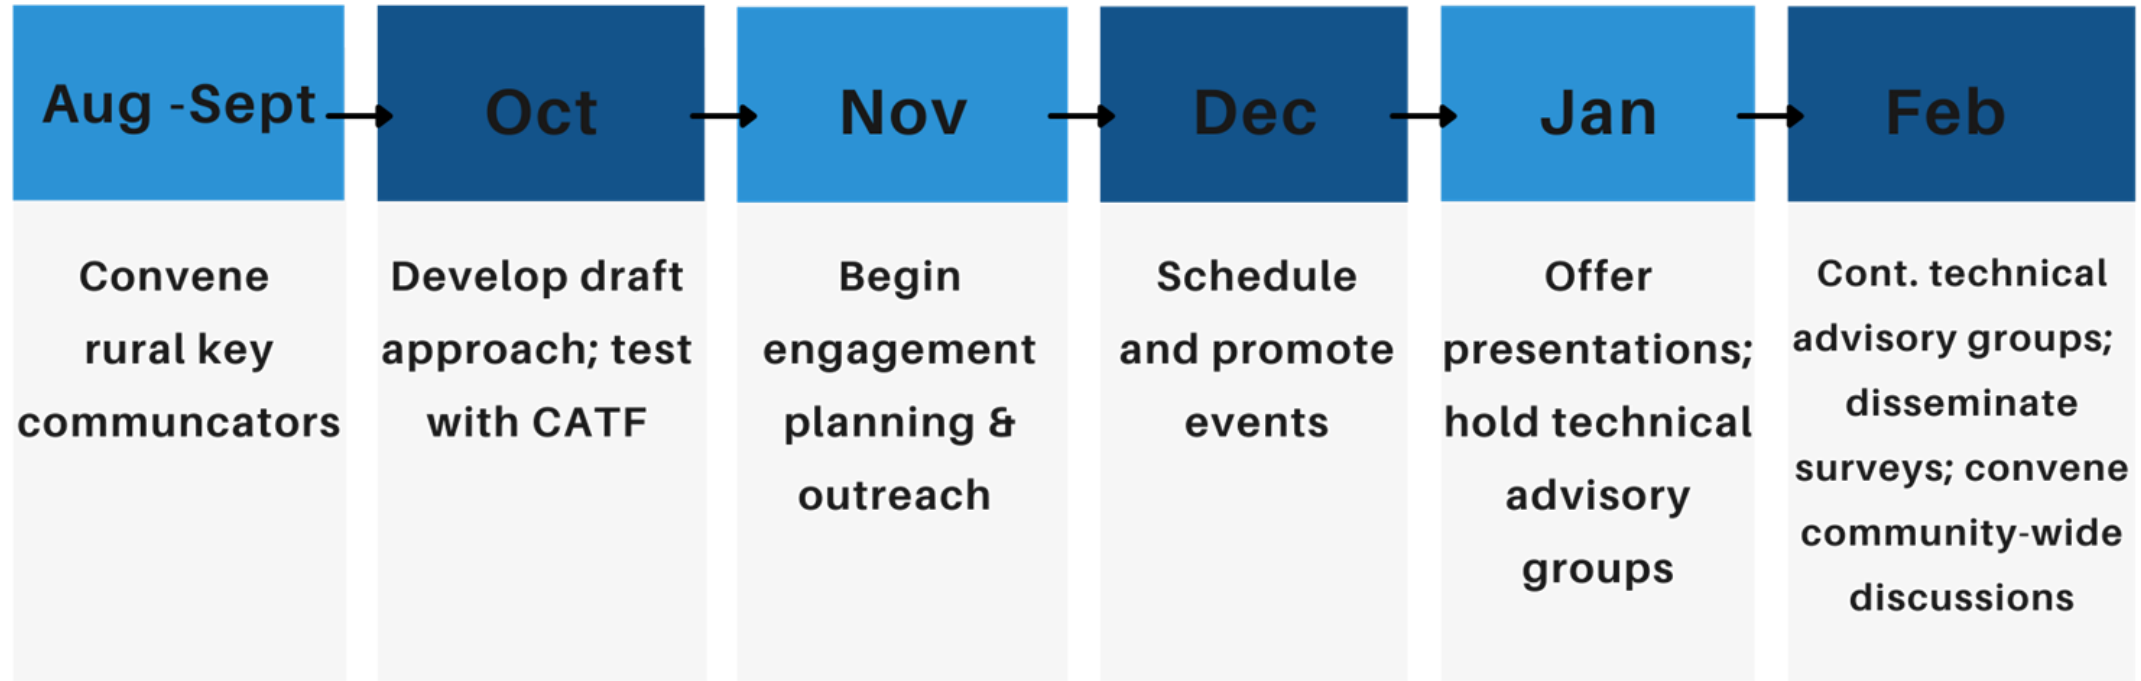 Aug -Sept
Convene
rural key
communcators
Oct
Develop draft
approach; test
with CATF
Nov
Begin
engagement
planning &
outreach
Dec
Schedule
and promote
events
Jan
Offer
presentations;
hold technical
advisory
groups
Feb
Cont. technical
advisory groups;
disseminate
surveys; convene
community-wide
discussions